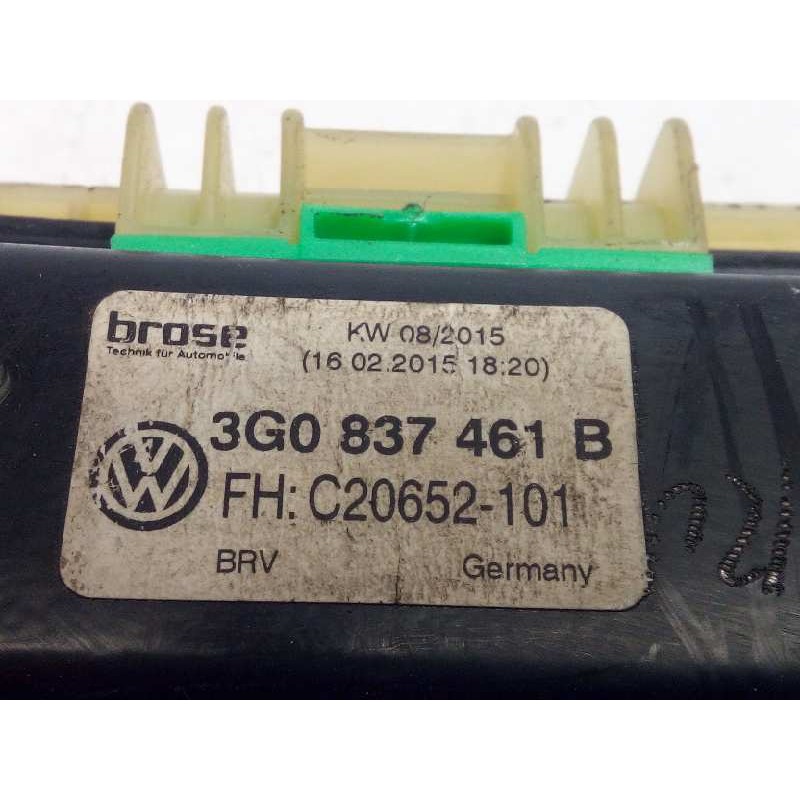 brose
Technik für Automobile
KW 08/2015
(16 02.2015 18:20)
3G0 837 461 B
FH: C20652-101
BRV
Germany